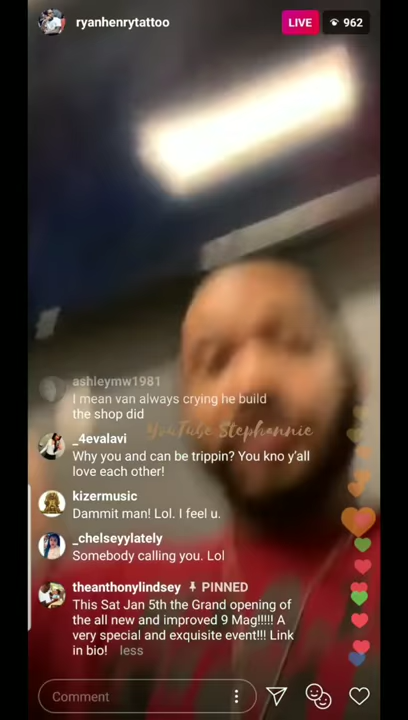 ryanhenrytattoo
LIVE
962
ashleymw1981
I mean van always crying he build
the shop did
YouTube Stephannie
_4evalavi
Why you and can be trippin? You kno y'all
love each other!
kizermusic
Dammit man! Lol. I feel u.
_chelseyylately
Somebody calling you. Lol
theanthonylindsey PINNED
This Sat Jan 5th the Grand opening of
the all new and improved 9 Mag!!!!! A
very special and exquisite event!!! Link
in bio! less
Comment